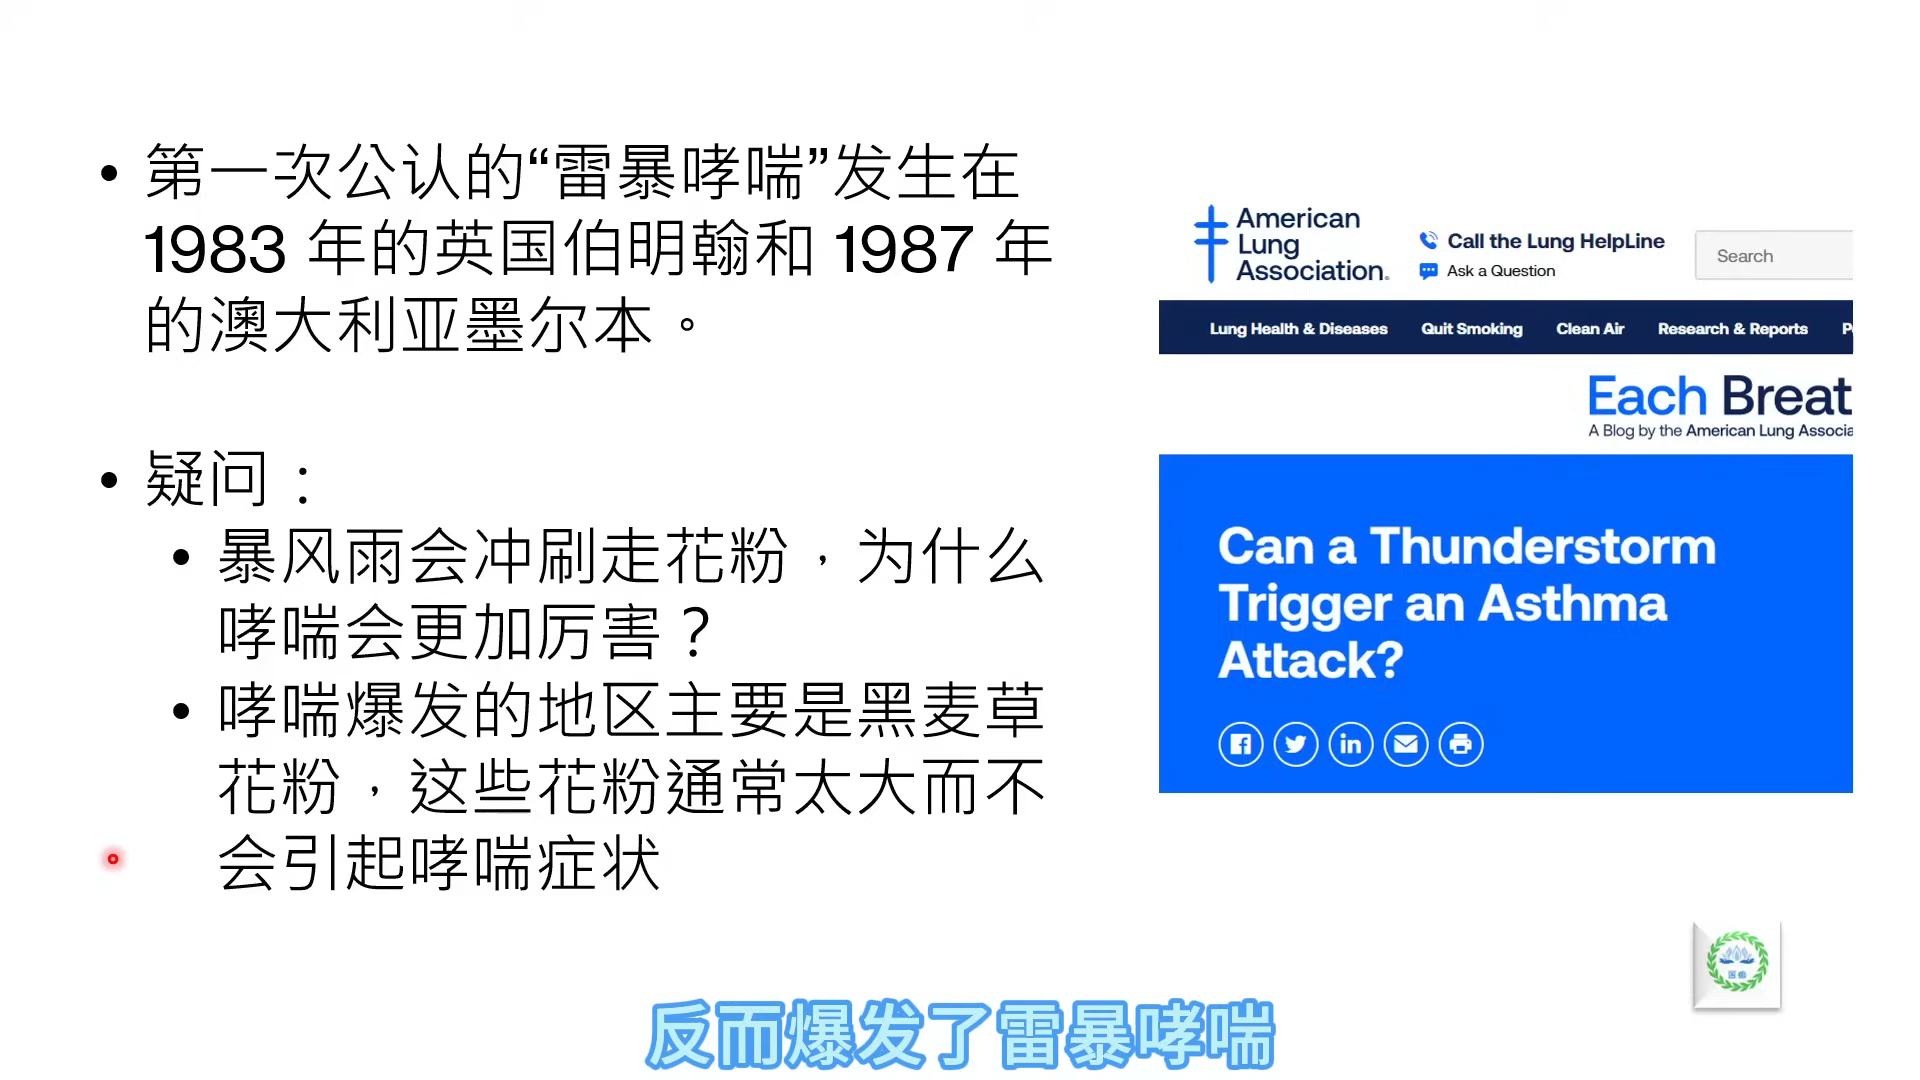 • 第一次公认的“雷暴哮喘”发生在
1983 年的英国伯明翰和 1987 年
的澳大利亚墨尔本。
• 疑问：
• 暴风雨会冲刷走花粉，为什么
哮喘会更加厉害？
• 哮喘爆发的地区主要是黑麦草
花粉，这些花粉通常太大而不
会引起哮喘症状
American
Lung
Association.
Call the Lung HelpLine
Ask a Question
Search
Lung Health & Diseases Quit Smoking Clean Air Research & Reports
Each Breat
A Blog by the American Lung Associa
Can a Thunderstorm
Trigger an Asthma
Attack?
反而爆发了雷暴哮喘